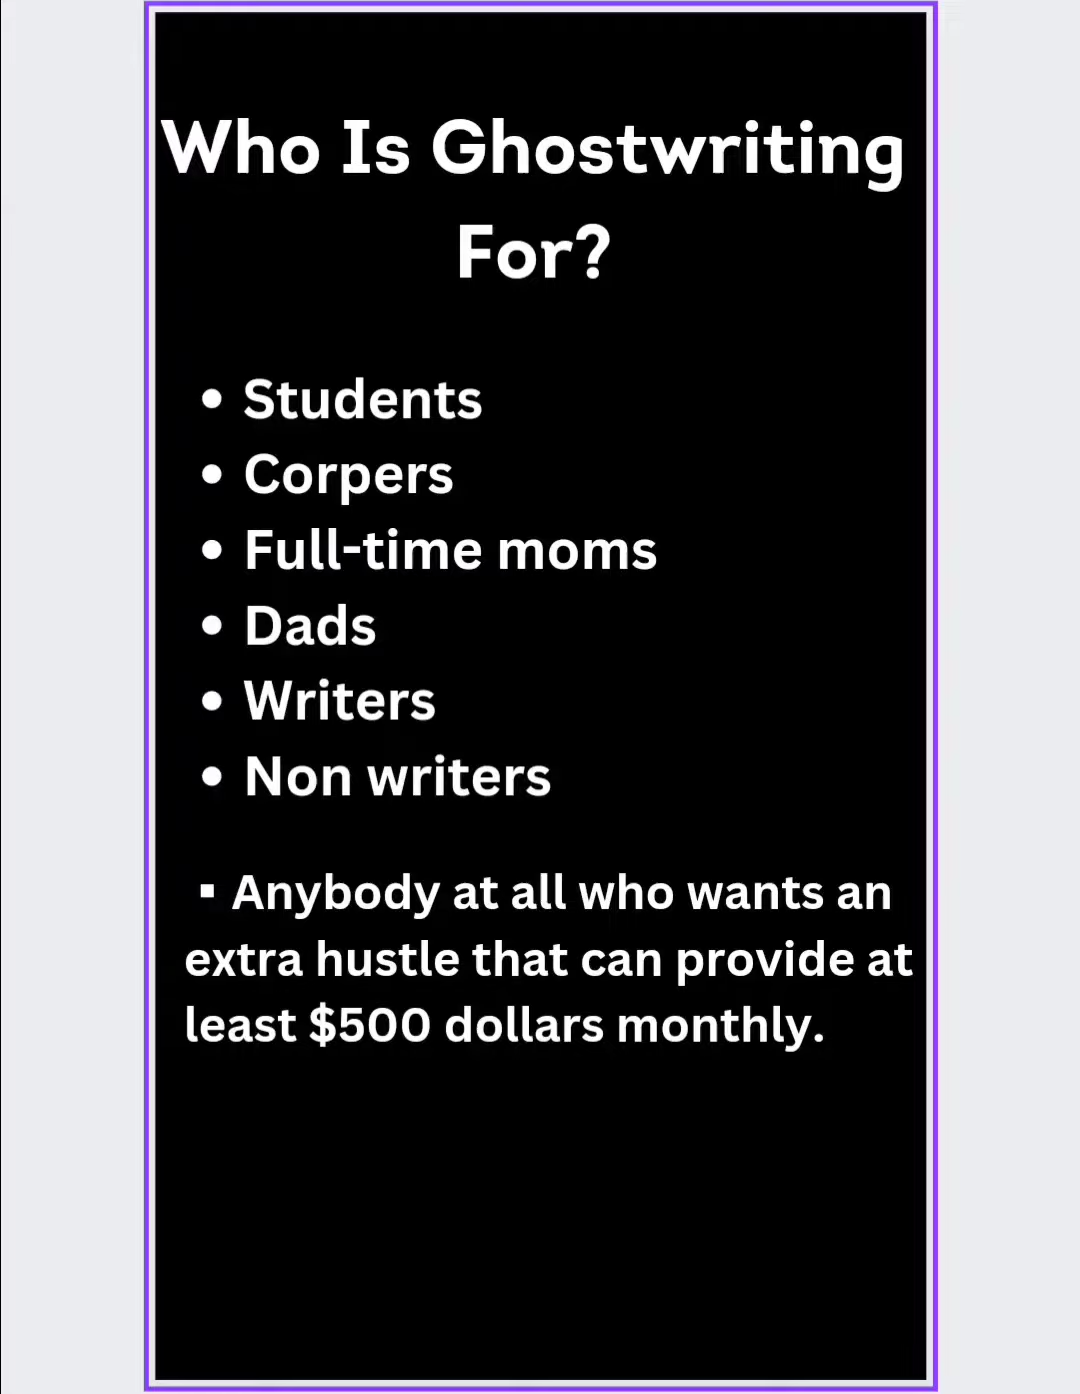 Who Is Ghostwriting
For?
• Students
• Corpers
• Full-time moms
• Dads
• Writers
• Non writers
▪ Anybody at all who wants an
extra hustle that can provide at
least $500 dollars monthly.